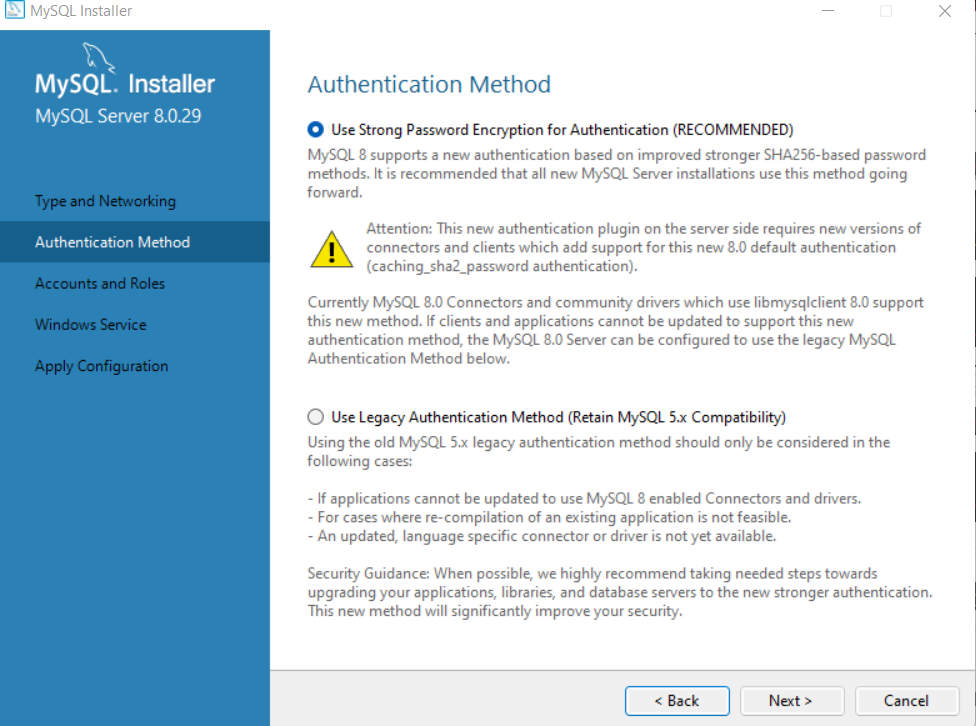 MySQL Installer
MySQL. Installer
MySQL Server 8.0.29
Type and Networking
Authentication Method
Accounts and Roles
Windows Service
Apply Configuration
Authentication Method
Use Strong Password Encryption for Authentication (RECOMMENDED)
MySQL 8 supports a new authentication based on improved stronger SHA256-based password
methods. It is recommended that all new MySQL Server installations use this method going
forward.
Attention: This new authentication plugin on the server side requires new versions of
connectors and clients which add support for this new 8.0 default authentication
(caching_sha2_password authentication).
Currently MySQL 8.0 Connectors and community drivers which use libmysqlclient 8.0 support
this new method. If clients and applications cannot be updated to support this new
authentication method, the MySQL 8.0 Server can be configured to use the legacy MySQL
Authentication Method below.
Use Legacy Authentication Method (Retain MySQL 5.x Compatibility)
Using the old MySQL 5.x legacy authentication method should only be considered in the
following cases:
- If applications cannot be updated to use MySQL 8 enabled Connectors and drivers.
- For cases where re-compilation of an existing application is not feasible.
- An updated, language specific connector or driver is not yet available.
Security Guidance: When possible, we highly recommend taking needed steps towards
upgrading your applications, libraries, and database servers to the new stronger authentication.
This new method will significantly improve your security.
< Back
Next >
Cancel